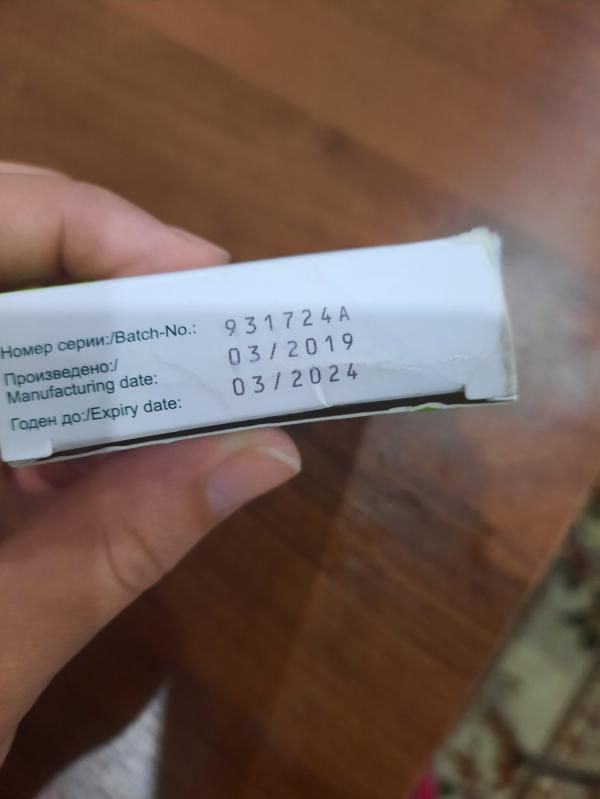 Номер серии:/Batch-No.: 931724A
Произведено:/ 03/2019
Manufacturing date:
Годен до:/Expiry date: 03/2024